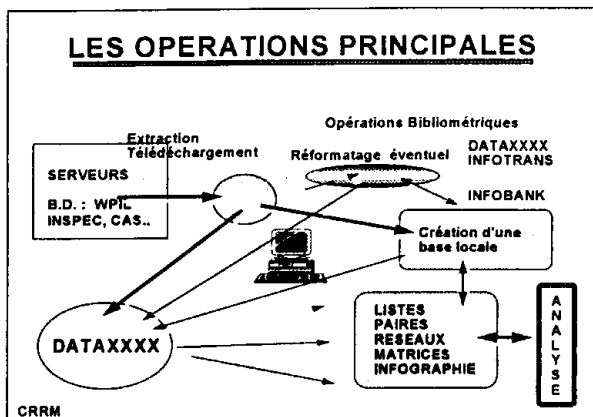 LES OPERATIONS PRINCIPALES
Opérations Bibliométriques
Extraction
Télédéchargement
Réformatage éventuel
DATAXXXX
INFOTRANS
INFOBANK
SERVEURS
B.D. : WPIL
INSPEC, CAS..
Création d'une
base locale
LISTES
PAIRES
RESEAUX
MATRICES
INFOGRAPHIE
ANALYSE
DATAXXXX
CRRM